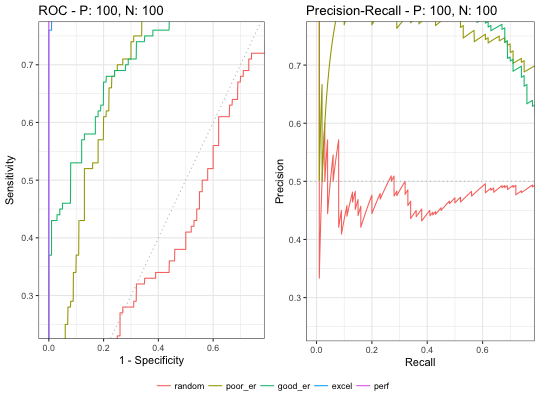 ROC - P: 100, N: 100
0.7
0.6
0.5
0.4
0.3
Sensitivity
0.0
0.2
0.4
0.6
1 - Specificity
Precision-Recall - P: 100, N: 100
0.7
0.6
0.5
0.4
0.3
Precision
0.0
0.2
0.4
0.6
Recall
random poor_er good_er excel perf